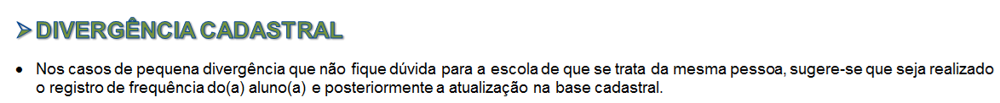 ➢ DIVERGÊNCIA CADASTRAL
• Nos casos de pequena divergência que não fique dúvida para a escola de que se trata da mesma pessoa, sugere-se que seja realizado
o registro de frequência do(a) aluno(a) e posteriormente a atualização na base cadastral.